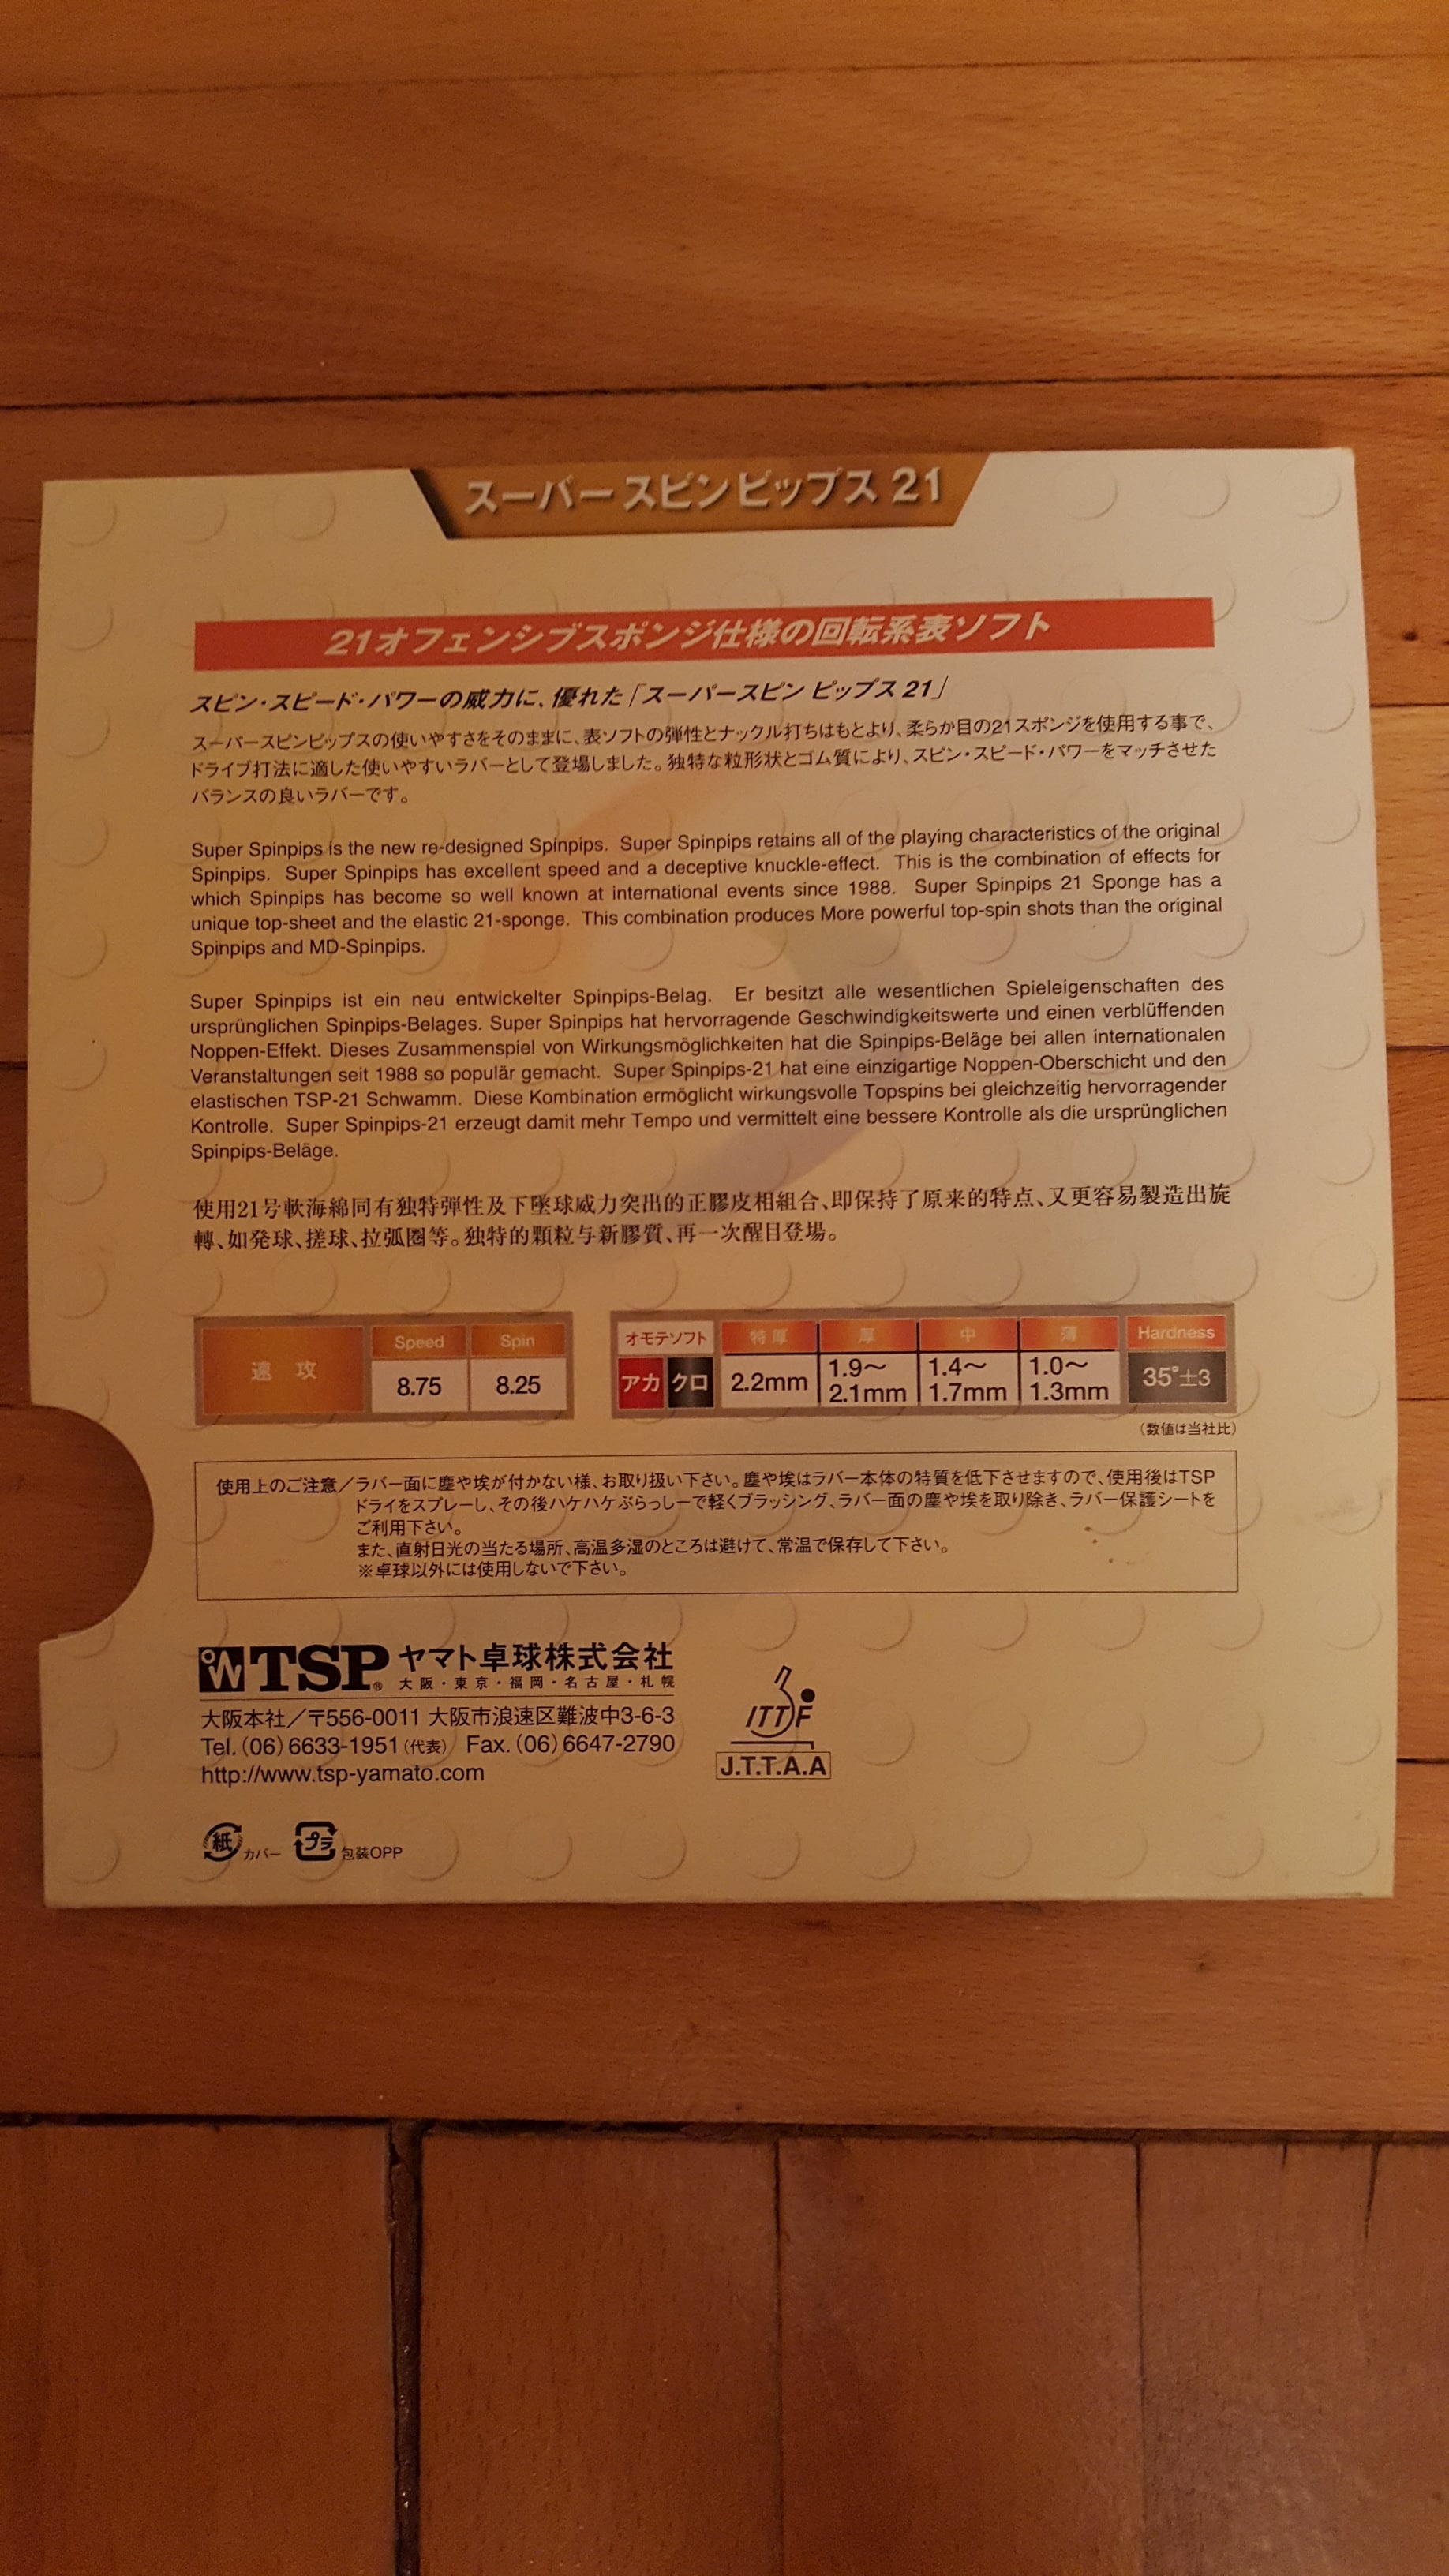 スーパースピンピップス 21
21オフェンシブスポンジ仕様の回転系表ソフト
スピン・スピード・パワーの威力に、優れた「スーパースピン ピップス 21」
スーパースピンピップスの使いやすさをそのままに、表ソフトの弾性とナックル打ちはもとより、柔らか目の21スポンジを使用する事で、
ドライブ打法に適した使いやすいラバーとして登場しました。独特な粒形状とゴム質により、スピン・スピード・パワーをマッチさせた
バランスの良いラバーです。
Super Spinpips is the new re-designed Spinpips. Super Spinpips retains all of the playing characteristics of the original
Spinpips. Super Spinpips has excellent speed and a deceptive knuckle-effect. This is the combination of effects for
which Spinpips has become so well known at international events since 1988. Super Spinpips 21 Sponge has a
unique top-sheet and the elastic 21-sponge. This combination produces More powerful top-spin shots than the original
Spinpips and MD-Spinpips.
Super Spinpips ist ein neu entwickelter Spinpips-Belag. Er besitzt alle wesentlichen Spieleigenschaften des
ursprünglichen Spinpips-Belages. Super Spinpips hat hervorragende Geschwindigkeitswerte und einen verblüffenden
Noppen-Effekt. Dieses Zusammenspiel von Wirkungsmöglichkeiten hat die Spinpips-Beläge bei allen internationalen
Veranstaltungen seit 1988 so populär gemacht. Super Spinpips-21 hat eine einzigartige Noppen-Oberschicht und den
elastischen TSP-21 Schwamm. Diese Kombination ermöglicht wirkungsvolle Topspins bei gleichzeitig hervorragender
Kontrolle. Super Spinpips-21 erzeugt damit mehr Tempo und vermittelt eine bessere Kontrolle als die ursprünglichen
Spinpips-Beläge.
使用21号軟海綿同有独特弾性及下墜球威力突出的正膠皮相組合、即保持了原来的特点、又更容易製造出旋
轉、如発球、搓球、拉弧圏等。独特的顆粒与新膠質、再一次醒目登場。
速攻 Speed Spin
8.75 8.25
オモテソフト 特厚 厚 中 薄 Hardness
アカ クロ 2.2mm 1.9〜2.1mm 1.4〜1.7mm 1.0〜1.3mm 35°±3
(数値は当社比)
使用上のご注意／ラバー面に塵や埃が付かない様、お取り扱い下さい。塵や埃はラバー本体の特質を低下させますので、使用後はTSP
ドライをスプレーし、その後ハケハケぶらっしーで軽くブラッシング、ラバー面の塵や埃を取り除き、ラバー保護シートを
ご利用下さい。
また、直射日光の当たる場所、高温多湿のところは避けて、常温で保存して下さい。
※卓球以外には使用しないで下さい。
TSP® ヤマト卓球株式会社
大阪・東京・福岡・名古屋・札幌
大阪本社／〒556-0011 大阪市浪速区難波中3-6-3
Tel.(06)6633-1951(代表) Fax.(06)6647-2790
http://www.tsp-yamato.com
ITTF
J.T.T.A.A
紙 カバー プラ 包装OPP